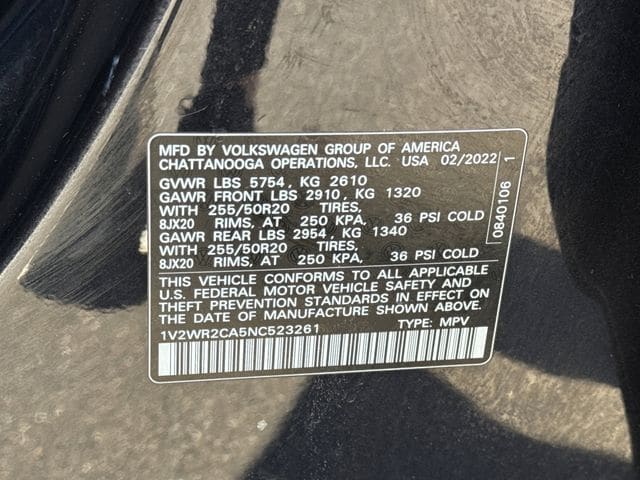 MFD BY VOLKSWAGEN GROUP OF AMERICA
CHATTANOOGA OPERATIONS, LLC. USA 02/2022
GVWR LBS 5754, KG 2610
GAWR FRONT LBS 2910, KG 1320
WITH 255/50R20 TIRES,
8JX20 RIMS, AT 250 KPA, 36 PSI COLD
GAWR REAR LBS 2954, KG 1340
WITH 255/50R20 TIRES,
8JX20 RIMS, AT 250 KPA, 36 PSI COLD
THIS VEHICLE CONFORMS TO ALL APPLICABLE
U.S. FEDERAL MOTOR VEHICLE SAFETY AND
THEFT PREVENTION STANDARDS IN EFFECT ON
THE DATE OF MANUFACTURE SHOWN ABOVE.
1V2WR2CA5NC523261 TYPE: MPV
0840106 1